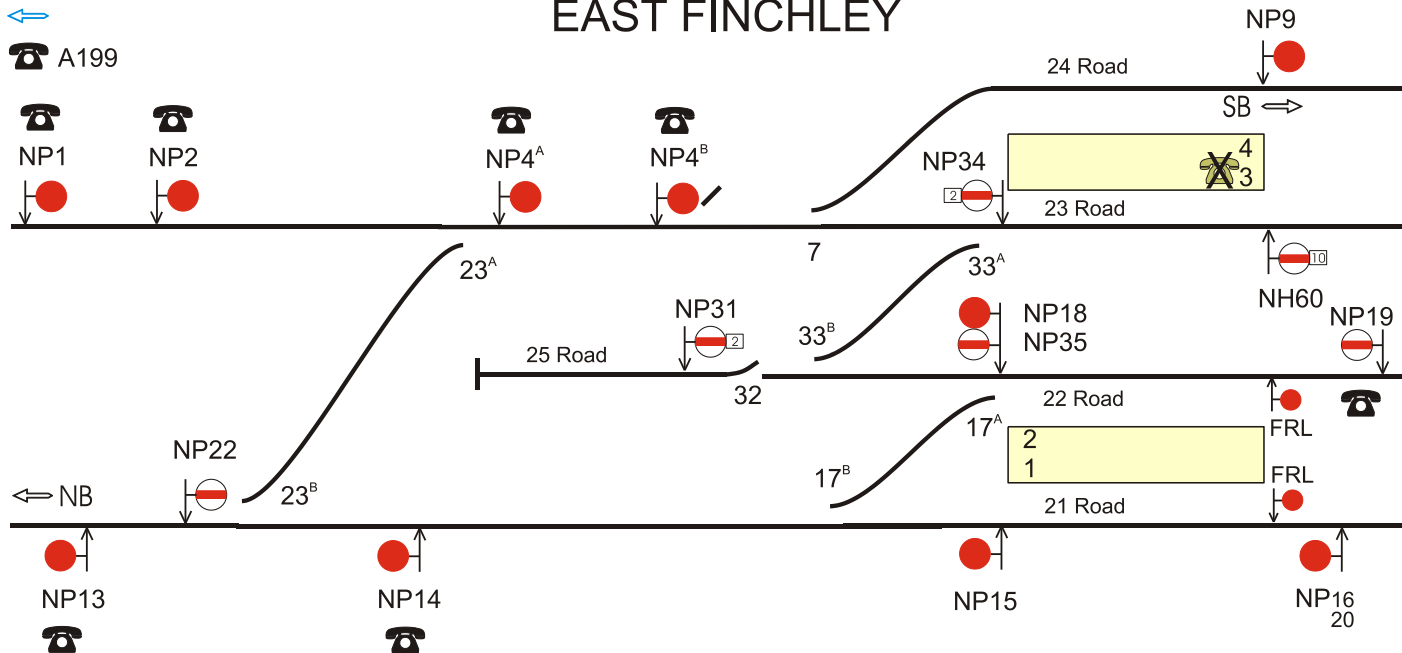 EAST FINCHLEY
NP9
A199
24 Road
SB
NP1
NP2
NP4A
NP4B
NP34
4
3
2
23 Road
7
23A
33A
10
NH60
NP31
2
33B
NP18
NP35
NP19
25 Road
32
22 Road
17A
FRL
NP22
2
1
17B
FRL
NB
23B
21 Road
NP13
NP14
NP15
NP16
20